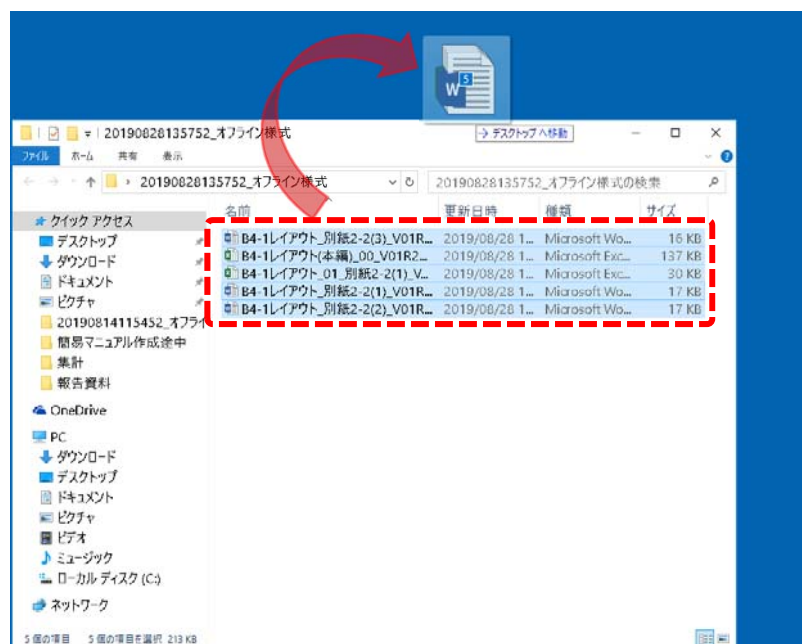 W
5
20190828135752_オフライン様式
→ デスクトップ へ移動
ファイル ホーム 共有 表示
20190828135752_オフライン様式
20190828135752_オフライン様式の検索
名前 更新日時 種類 サイズ
B4-1レイアウト_別紙2-2(3)_V01R... 2019/08/28 1... Microsoft Wo... 16 KB
B4-1レイアウト(本編)_00_V01R2... 2019/08/28 1... Microsoft Exc... 137 KB
B4-1レイアウト_01_別紙2-2(1)_V... 2019/08/28 1... Microsoft Exc... 30 KB
B4-1レイアウト_別紙2-2(1)_V01R... 2019/08/28 1... Microsoft Wo... 17 KB
B4-1レイアウト_別紙2-2(2)_V01R... 2019/08/28 1... Microsoft Wo... 17 KB
クイック アクセス
デスクトップ
ダウンロード
ドキュメント
ピクチャ
20190814115452_オフライ
簡易マニュアル作成途中
集計
報告資料
OneDrive
PC
ダウンロード
デスクトップ
ドキュメント
ピクチャ
ビデオ
ミュージック
ローカル ディスク (C:)
ネットワーク
5 個の項目 5 個の項目を選択 213 KB